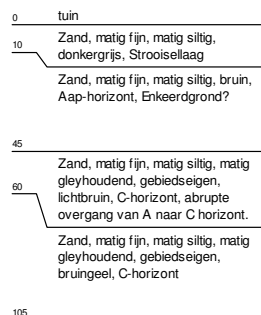 0 tuin
10 Zand, matig fijn, matig siltig,
donkergrijs, Strooisellaag
Zand, matig fijn, matig siltig, bruin,
Aap-horizont, Enkeerdgrond?
45
Zand, matig fijn, matig siltig, matig
gleyhoudend, gebiedseigen,
60 lichtbruin, C-horizont, abrupte
overgang van A naar C horizont.
Zand, matig fijn, matig siltig, matig
gleyhoudend, gebiedseigen,
bruingeel, C-horizont
105